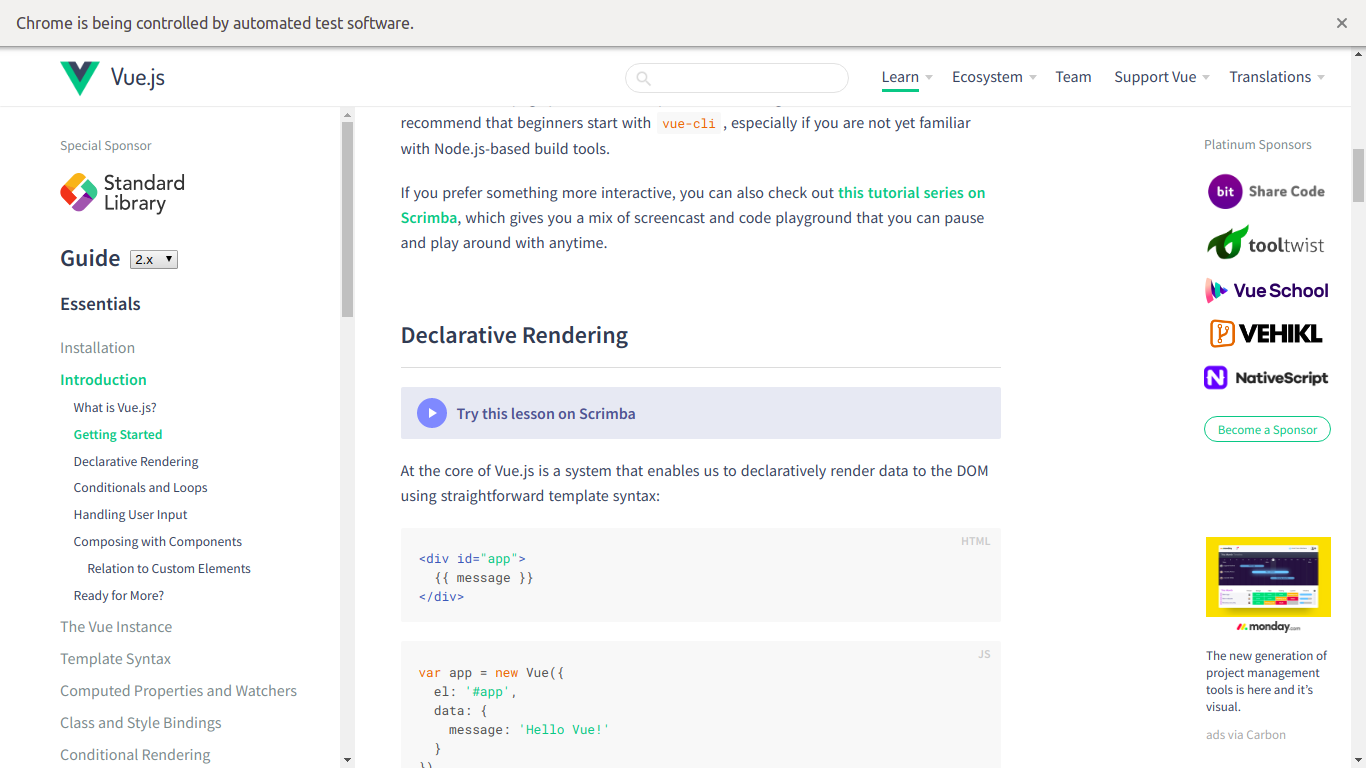 Chrome is being controlled by automated test software.
Vue.js
Learn
Ecosystem
Team
Support Vue
Translations
Special Sponsor
Standard
Library
Guide 2.x
Essentials
Installation
Introduction
What is Vue.js?
Getting Started
Declarative Rendering
Conditionals and Loops
Handling User Input
Composing with Components
Relation to Custom Elements
Ready for More?
The Vue Instance
Template Syntax
Computed Properties and Watchers
Class and Style Bindings
Conditional Rendering
recommend that beginners start with vue-cli , especially if you are not yet familiar
with Node.js-based build tools.
If you prefer something more interactive, you can also check out this tutorial series on
Scrimba, which gives you a mix of screencast and code playground that you can pause
and play around with anytime.
Declarative Rendering
Try this lesson on Scrimba
At the core of Vue.js is a system that enables us to declaratively render data to the DOM
using straightforward template syntax:
HTML
<div id="app">
{{ message }}
</div>
JS
var app = new Vue({
el: '#app',
data: {
message: 'Hello Vue!'
}
})
Platinum Sponsors
bit Share Code
tooltwist
Vue School
VEHIKL
NativeScript
Become a Sponsor
monday.com
The new generation of
project management
tools is here and it's
visual.
ads via Carbon